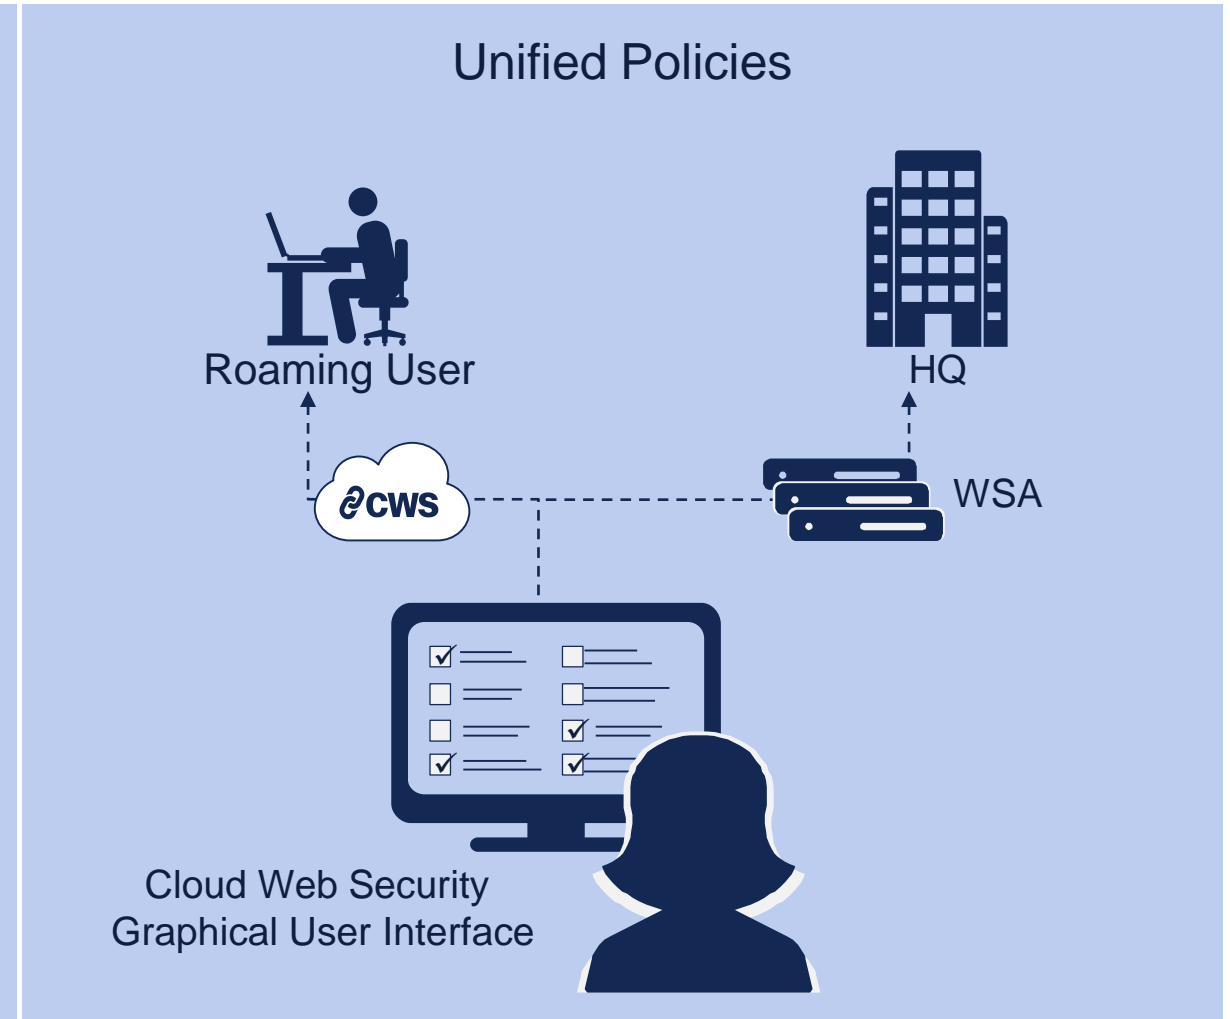 Unified Policies
Roaming User
HQ
CWS
WSA
Cloud Web Security
Graphical User Interface